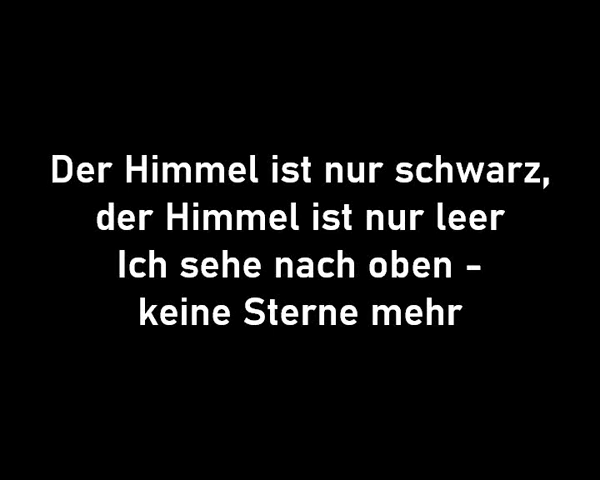 Der Himmel ist nur schwarz,
der Himmel ist nur leer
Ich sehe nach oben -
keine Sterne mehr